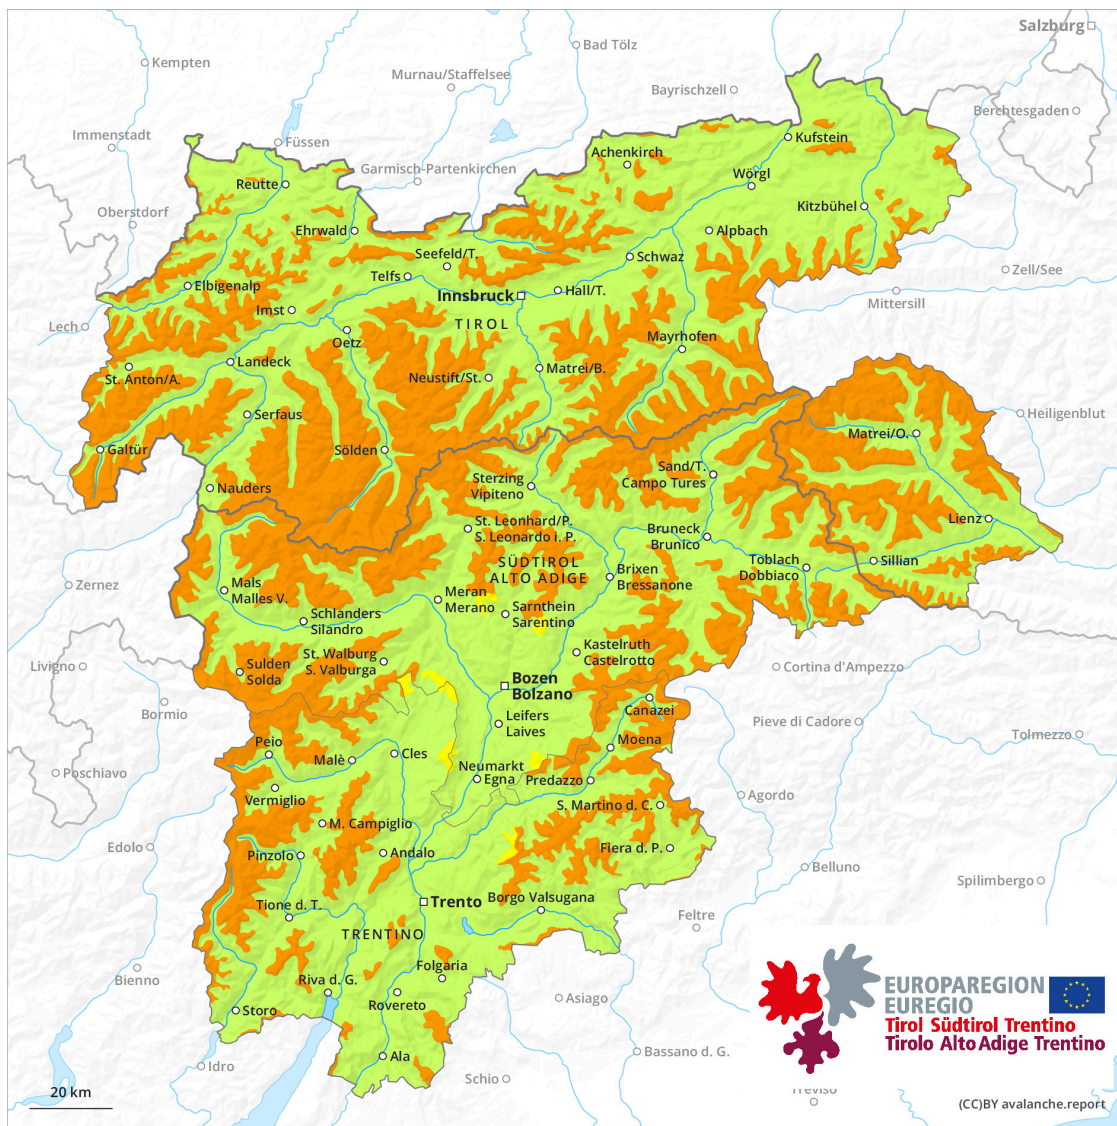 Salzburg
Bad Tölz
Kempten
Murnau/Staffelsee
Bayrischzell
Berchtesgaden
Immenstadt
Füssen
Kufstein
Achenkirch
Garmisch-Partenkirchen
Wörgl
Reutte
Kitzbühel
Oberstdorf
Ehrwald
Alpbach
Seefeld/T.
Schwaz
Telfs
Zell/See
Elbigenalp
Innsbruck
Hall/T.
Mittersill
Imst
TIROL
Lech
Oetz
Mayrhofen
Landeck
Matrei/B.
St. Anton/A.
Neustift/St.
Serfaus
Heiligenblut
Matrei/O.
Galtür
Sölden
Sand/T.
Campo Tures
Sterzing
Vipiteno
Nauders
Lienz
St. Leonhard/P.
S. Leonardo i. P.
Bruneck
Brunico
SÜDTIROL
ALTO ADIGE
Toblach
Dobbiaco
Sillian
Brixen
Bressanone
Zernez
Mals
Malles V.
Meran
Merano
Sarnthein
Sarentino
Schlanders
Silandro
Kastelruth
Castelrotto
St. Walburg
S. Valburga
Livigno
Sulden
Solda
Cortina d'Ampezzo
Bozen
Bolzano
Bormio
Canazei
Leifers
Laives
Pieve di Cadore
Tolmezzo
Peio
Moena
Cles
Malè
Poschiavo
Neumarkt
Egna
Predazzo
Vermiglio
Agordo
S. Martino d. C.
M. Campiglio
Edolo
Andalo
Fiera d. P.
Pinzolo
Belluno
Spilimbergo
Borgo Valsugana
Trento
Tione d. T.
Feltre
TRENTINO
Folgaria
Bienno
Riva d. G.
EUROPAREGION
EUREGIO
Tirol Südtirol Trentino
Tirolo Alto Adige Trentino
Asiago
Rovereto
Storo
Bassano d. G.
Ala
Idro
Schio
Treviso
20 km
(CC)BY avalanche.report